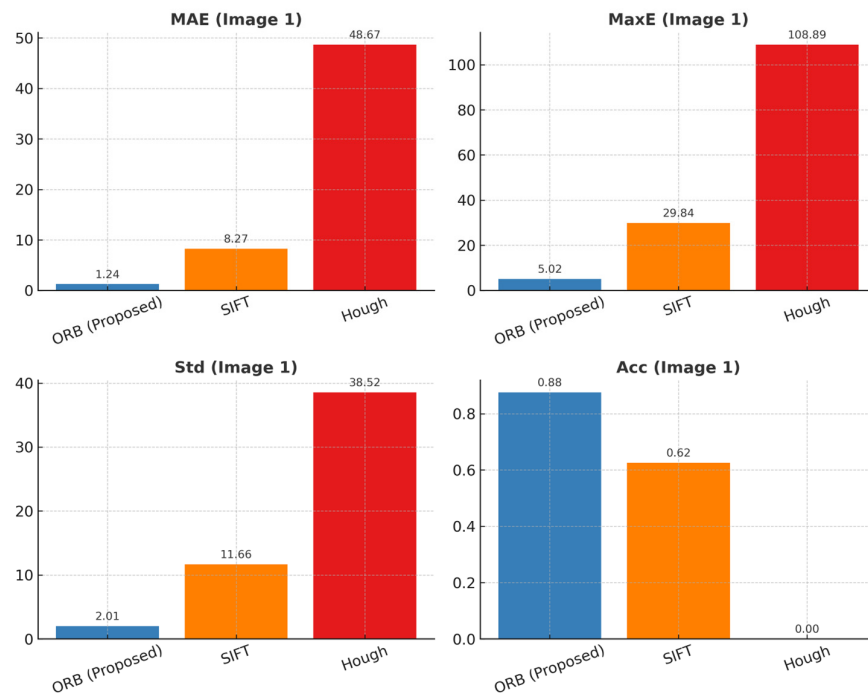 MAE (Image 1)
50
40
30
20
10
0
1.24
8.27
48.67
ORB (Proposed)
SIFT
Hough
MaxE (Image 1)
100
80
60
40
20
0
5.02
29.84
108.89
ORB (Proposed)
SIFT
Hough
Std (Image 1)
40
30
20
10
0
2.01
11.66
38.52
ORB (Proposed)
SIFT
Hough
Acc (Image 1)
0.8
0.6
0.4
0.2
0.0
0.88
0.62
0.00
ORB (Proposed)
SIFT
Hough